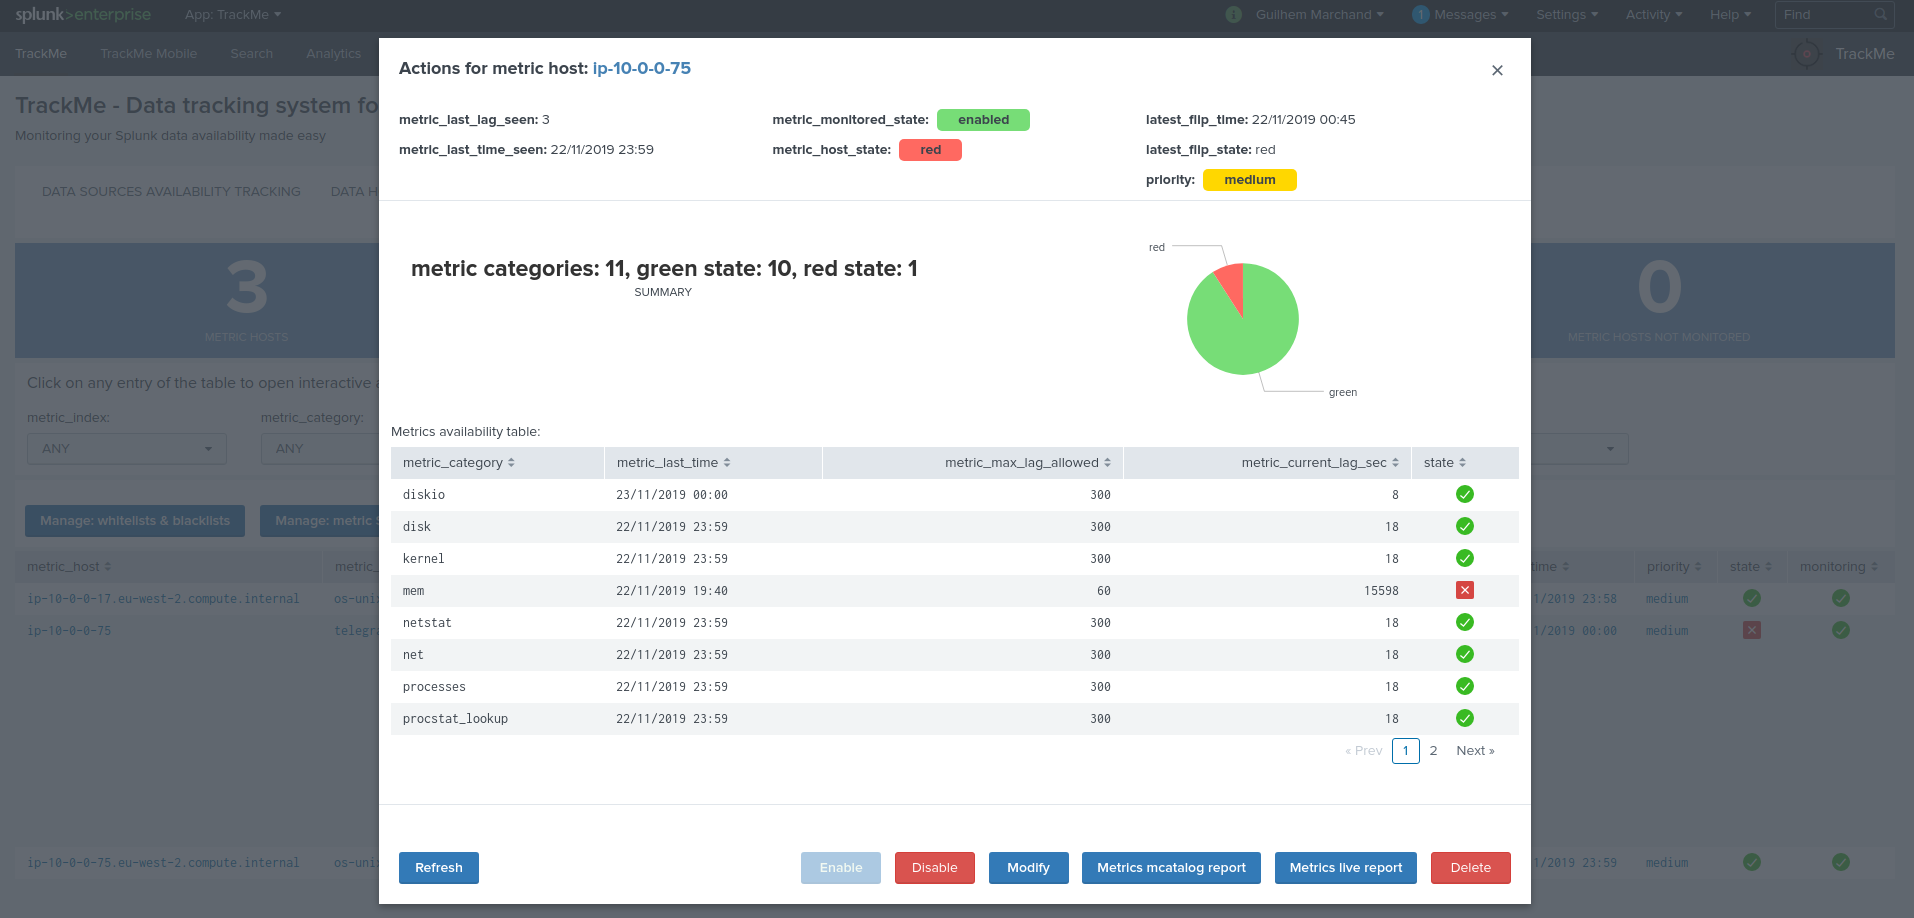 splunk>enterprise App: TrackMe i Guilhem Marchand 1 Messages Settings Activity Help Find
TrackMe TrackMe Mobile Search Analytics TrackMe
TrackMe - Data tracking system fo
Monitoring your Splunk data availability made easy
DATA SOURCES AVAILABILITY TRACKING DATA H
3
METRIC HOSTS
0
METRIC HOSTS NOT MONITORED
Click on any entry of the table to open interactive a
metric_index: metric_category:
ANY ANY
Manage: whitelists & blacklists Manage: metric S
metric_host metric_ time priority state monitoring
ip-10-0-0-17.eu-west-2.compute.internal os-uni 1/2019 23:58 medium
ip-10-0-0-75 telegra 1/2019 00:00 medium
ip-10-0-0-75.eu-west-2.compute.internal os-uni 1/2019 23:59 medium
Actions for metric host: ip-10-0-0-75
metric_last_lag_seen: 3 metric_monitored_state: enabled latest_flip_time: 22/11/2019 00:45
metric_last_time_seen: 22/11/2019 23:59 metric_host_state: red latest_flip_state: red
priority: medium
metric categories: 11, green state: 10, red state: 1
SUMMARY
red
green
Metrics availability table:
metric_category metric_last_time metric_max_lag_allowed metric_current_lag_sec state
diskio 23/11/2019 00:00 300 8
disk 22/11/2019 23:59 300 18
kernel 22/11/2019 23:59 300 18
mem 22/11/2019 19:40 60 15598
netstat 22/11/2019 23:59 300 18
net 22/11/2019 23:59 300 18
processes 22/11/2019 23:59 300 18
procstat_lookup 22/11/2019 23:59 300 18
« Prev 1 2 Next »
Refresh Enable Disable Modify Metrics mcatalog report Metrics live report Delete